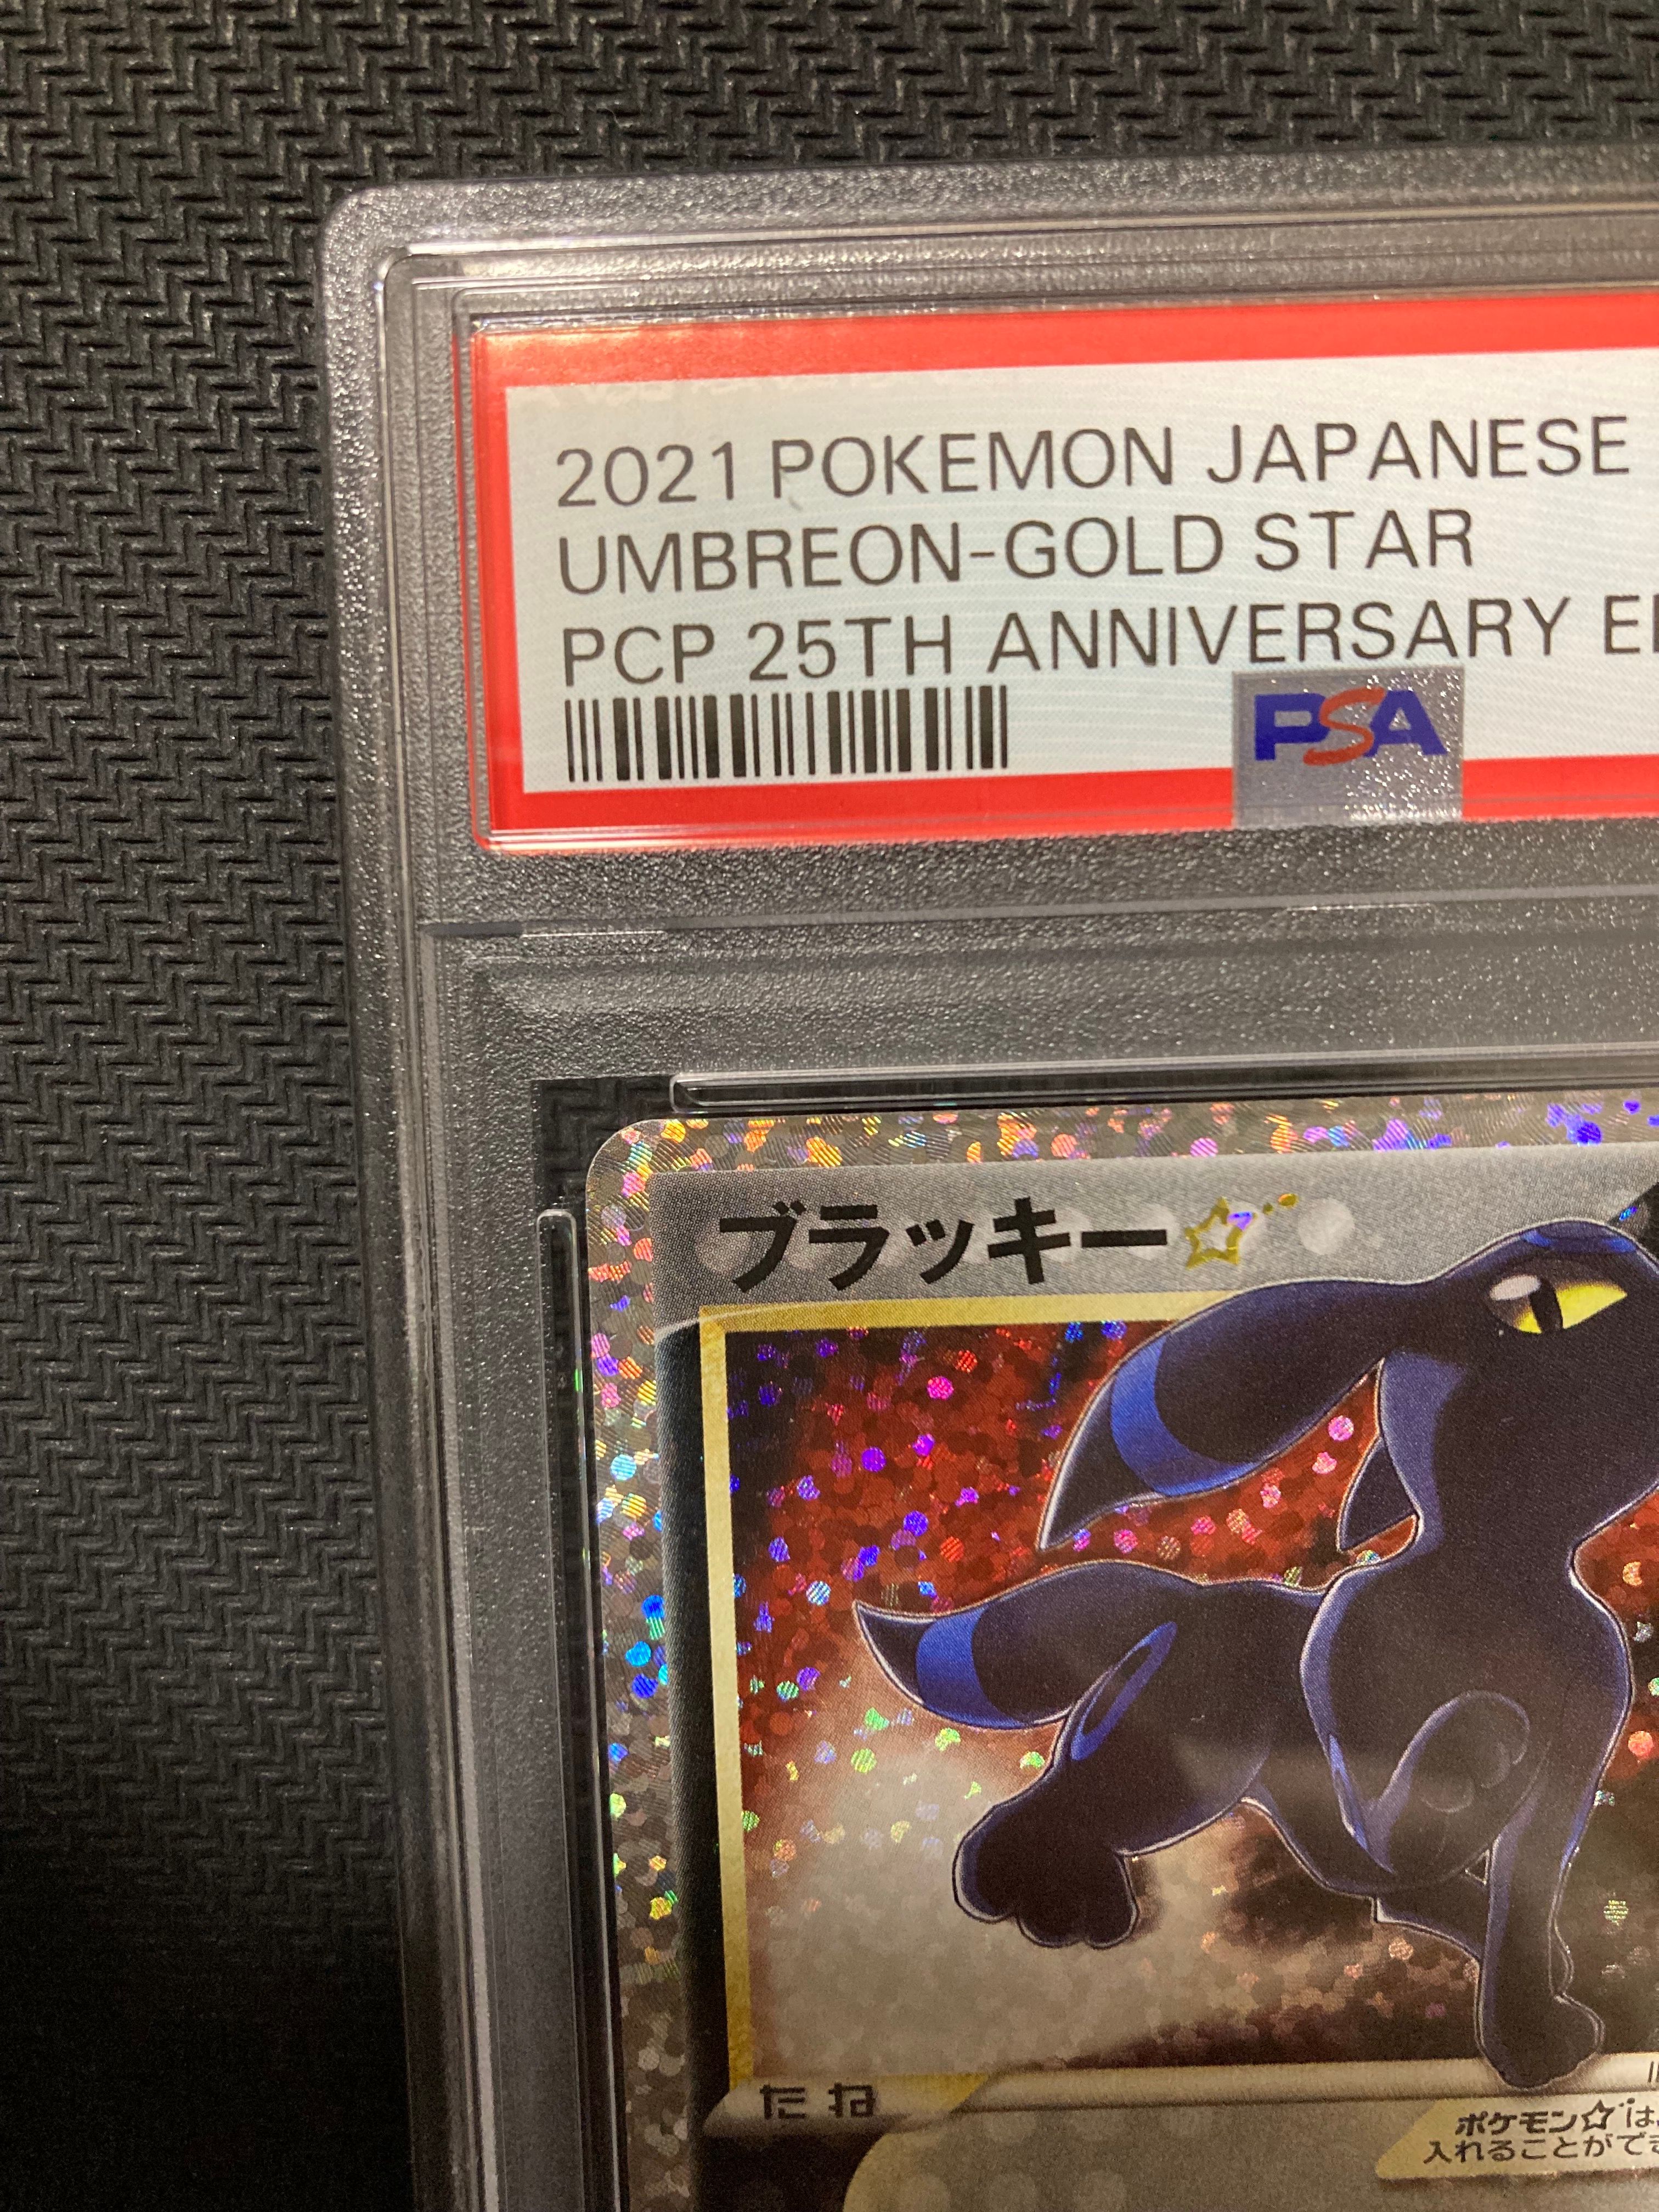 2021 POKEMON JAPANESE
UMBREON-GOLD STAR
PCP 25TH ANNIVERSARY
PSA
ブラッキー☆
たね
ポケモン☆は、
入れることができ